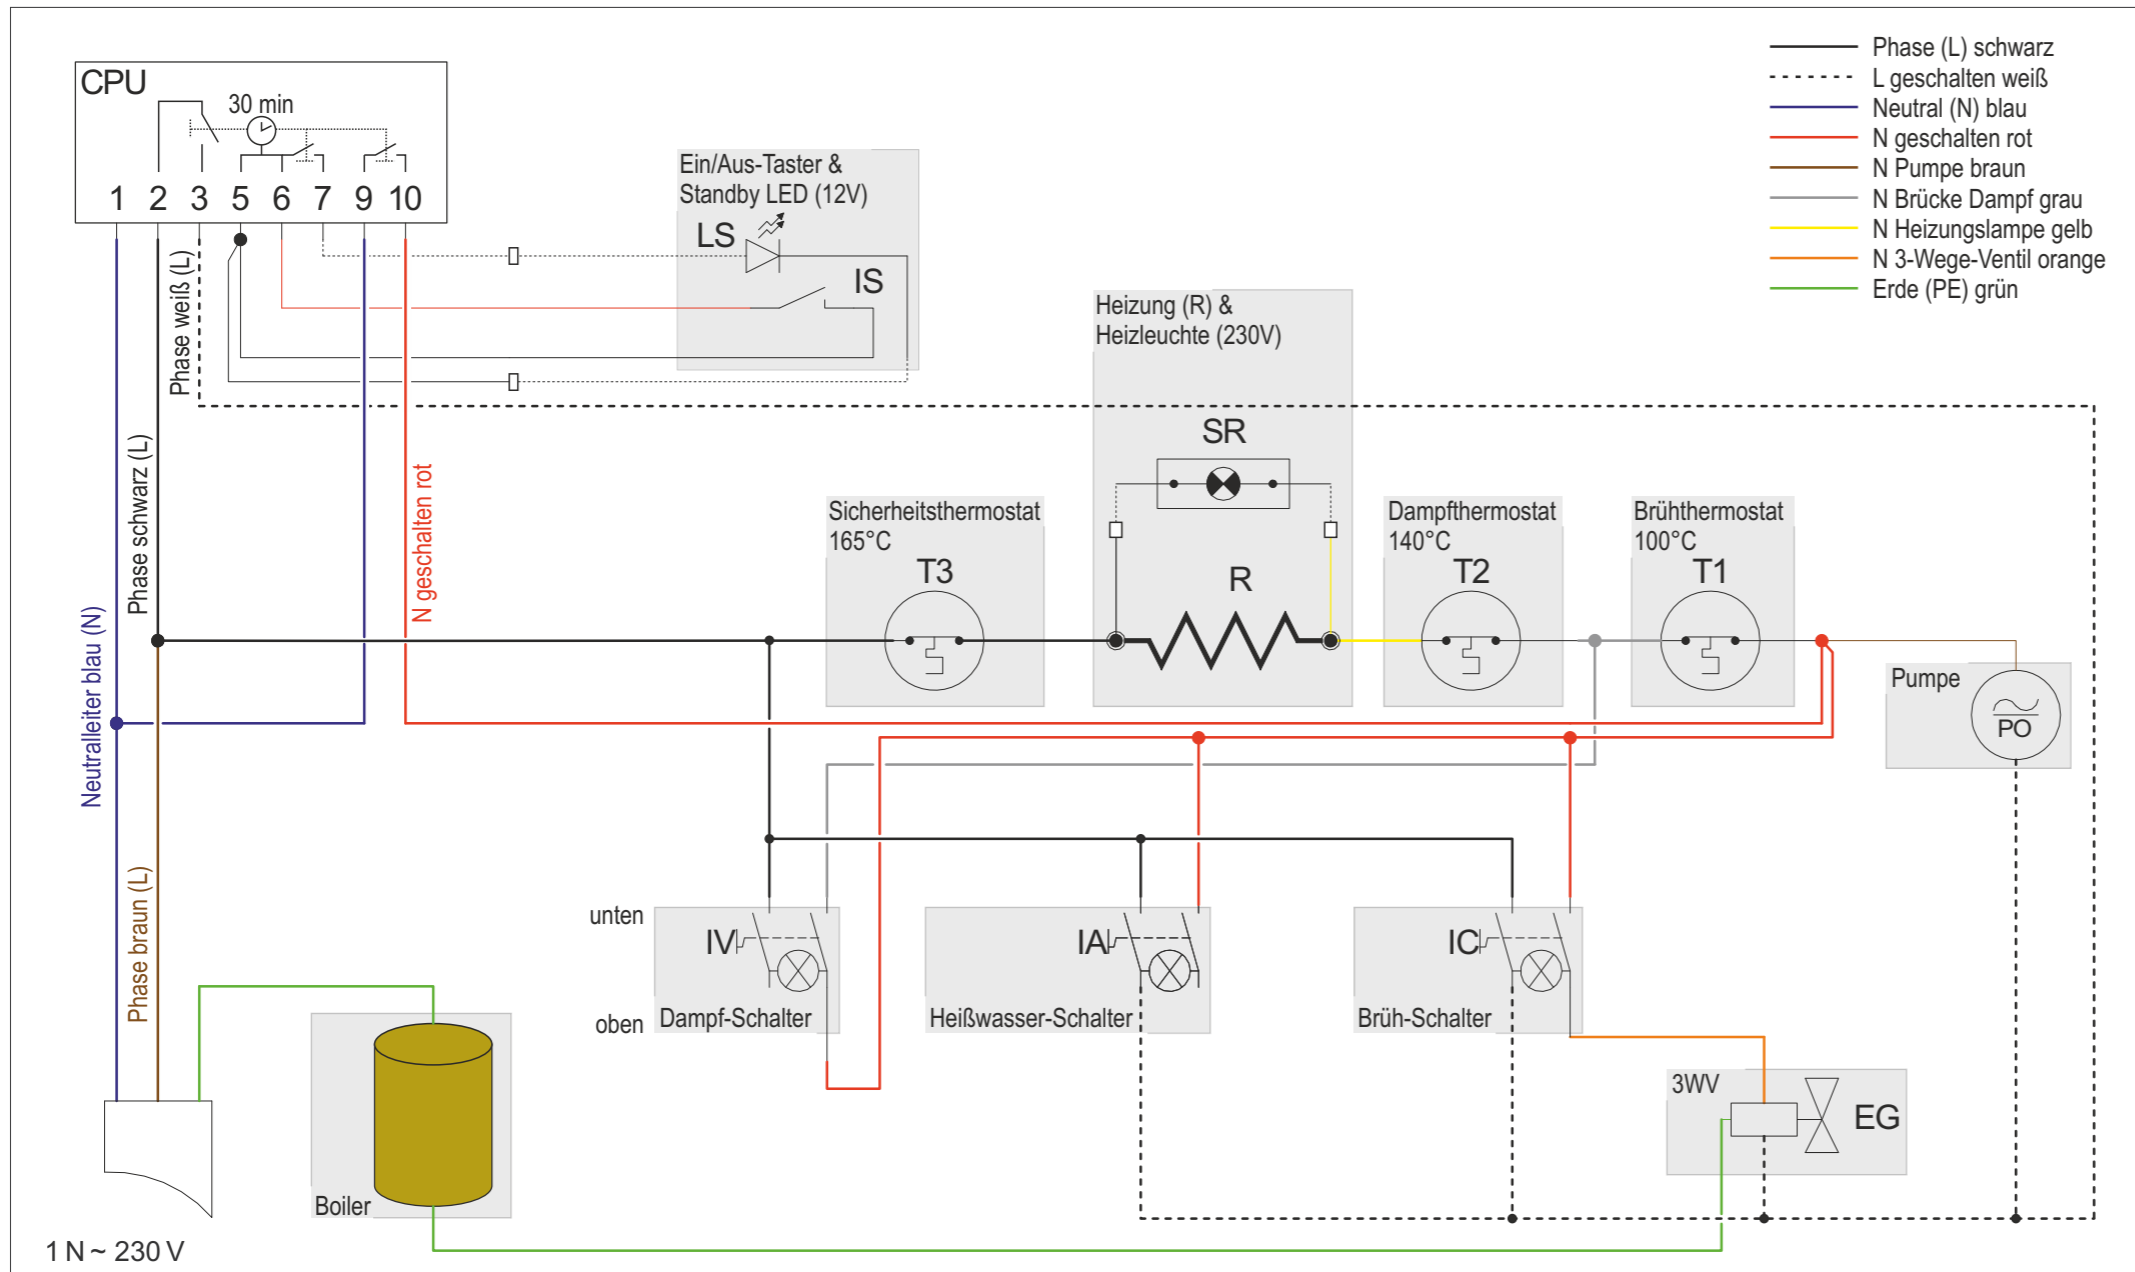 CPU
30 min
1 2 3 5 6 7 9 10
Ein/Aus-Taster &
Standby LED (12V)
LS
IS
Phase (L) schwarz
L geschalten weiß
Neutral (N) blau
N geschalten rot
N Pumpe braun
N Brücke Dampf grau
N Heizungslampe gelb
N 3-Wege-Ventil orange
Erde (PE) grün
Phase weiß (L)
Phase schwarz (L)
N geschalten rot
Neutralleiter blau (N)
Phase braun (L)
Heizung (R) &
Heizleuchte (230V)
SR
R
Sicherheitsthermostat
165°C
T3
Dampfthermostat
140°C
T2
Brühthermostat
100°C
T1
Pumpe
PO
unten
oben
IV
Dampf-Schalter
IA
Heißwasser-Schalter
IC
Brüh-Schalter
3WV
EG
Boiler
1 N ~ 230 V